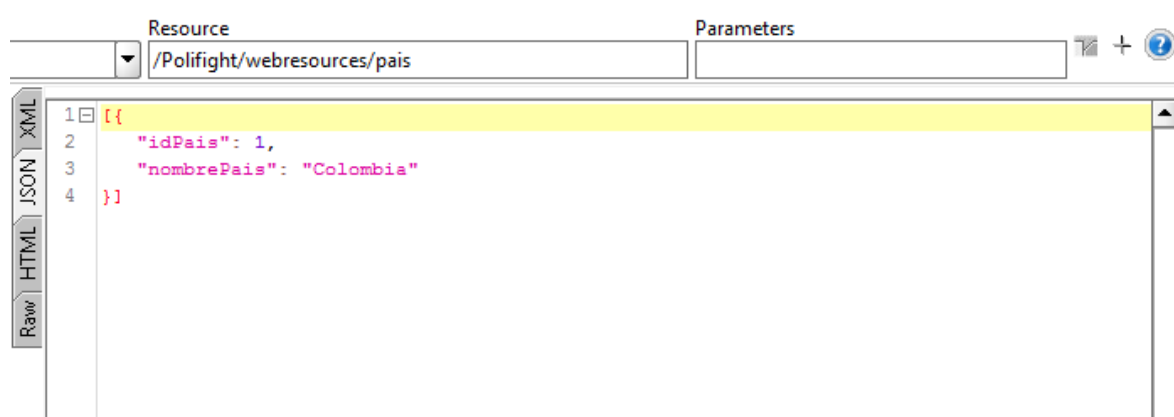 Resource Parameters
/Polifight/webresources/pais
XML
JSON
HTML
Raw
1 [{
2 "idPais": 1,
3 "nombrePais": "Colombia"
4 }]